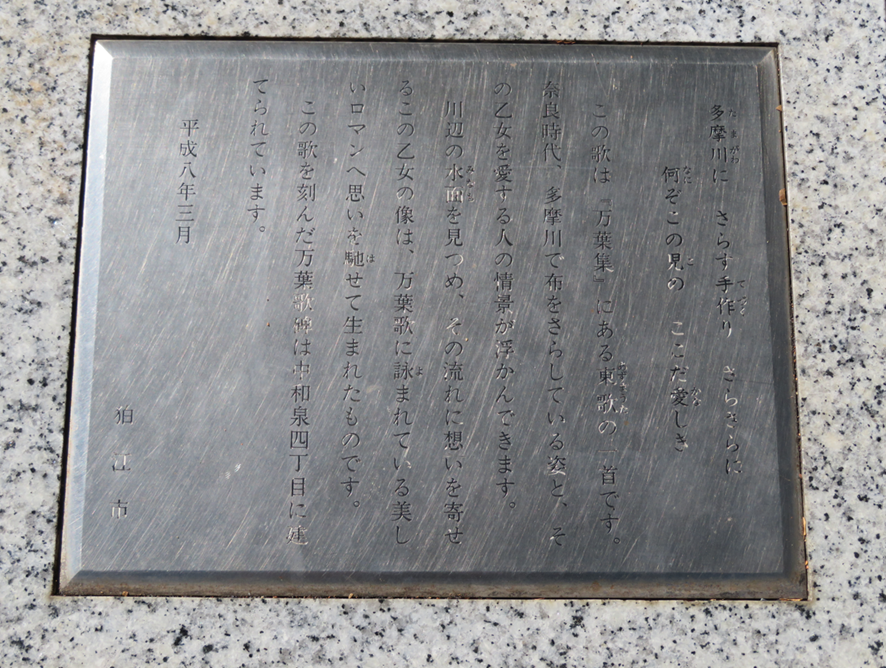 多摩川に　さらす手作り　さらさらに
何ぞこの児の　ここだ愛しき
この歌は『万葉集』にある東歌の一首です。
奈良時代、多摩川で布をさらしている姿と、そ
の乙女を愛する人の情景が浮かんできます。
川辺の水面を見つめ、その流れに想いを寄せ
るこの乙女の像は、万葉歌に詠まれている美し
いロマンへ思いを馳せて生まれたものです。
この歌を刻んだ万葉歌碑は中和泉四丁目に建
てられています。
平成八年三月
狛江市